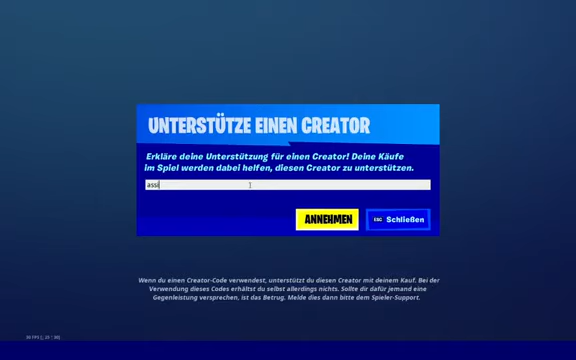 UNTERSTÜTZE EINEN CREATOR
Erkläre deine Unterstützung für einen Creator! Deine Käufe
im Spiel werden dabei helfen, diesen Creator zu unterstützen.
assi
ANNEHMEN
ESC Schließen
Wenn du einen Creator-Code verwendest, unterstützt du diesen Creator mit deinem Kauf. Bei der
Verwendung dieses Codes erhältst du selbst allerdings nichts. Sollte dir dafür jemand eine
Gegenleistung versprechen, ist das Betrug. Melde dies dann bitte dem Spieler-Support.